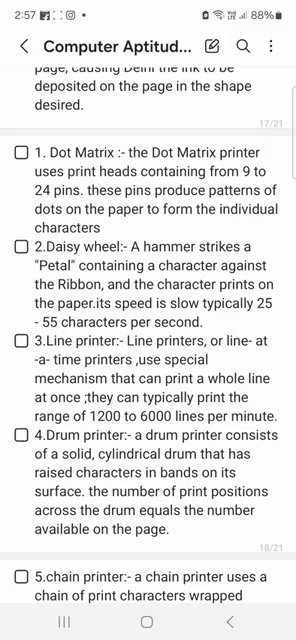 2:57
88%
Computer Aptitud...
page, causing Delhi the ink to be
deposited on the page in the shape
desired.
17/21
1. Dot Matrix :- the Dot Matrix printer
uses print heads containing from 9 to
24 pins. these pins produce patterns of
dots on the paper to form the individual
characters
2.Daisy wheel:- A hammer strikes a
"Petal" containing a character against
the Ribbon, and the character prints on
the paper.its speed is slow typically 25
- 55 characters per second.
3.Line printer:- Line printers, or line- at
-a- time printers ,use special
mechanism that can print a whole line
at once ;they can typically print the
range of 1200 to 6000 lines per minute.
4.Drum printer:- a drum printer consists
of a solid, cylindrical drum that has
raised characters in bands on its
surface. the number of print positions
across the drum equals the number
available on the page.
18/21
5.chain printer:- a chain printer uses a
chain of print characters wrapped